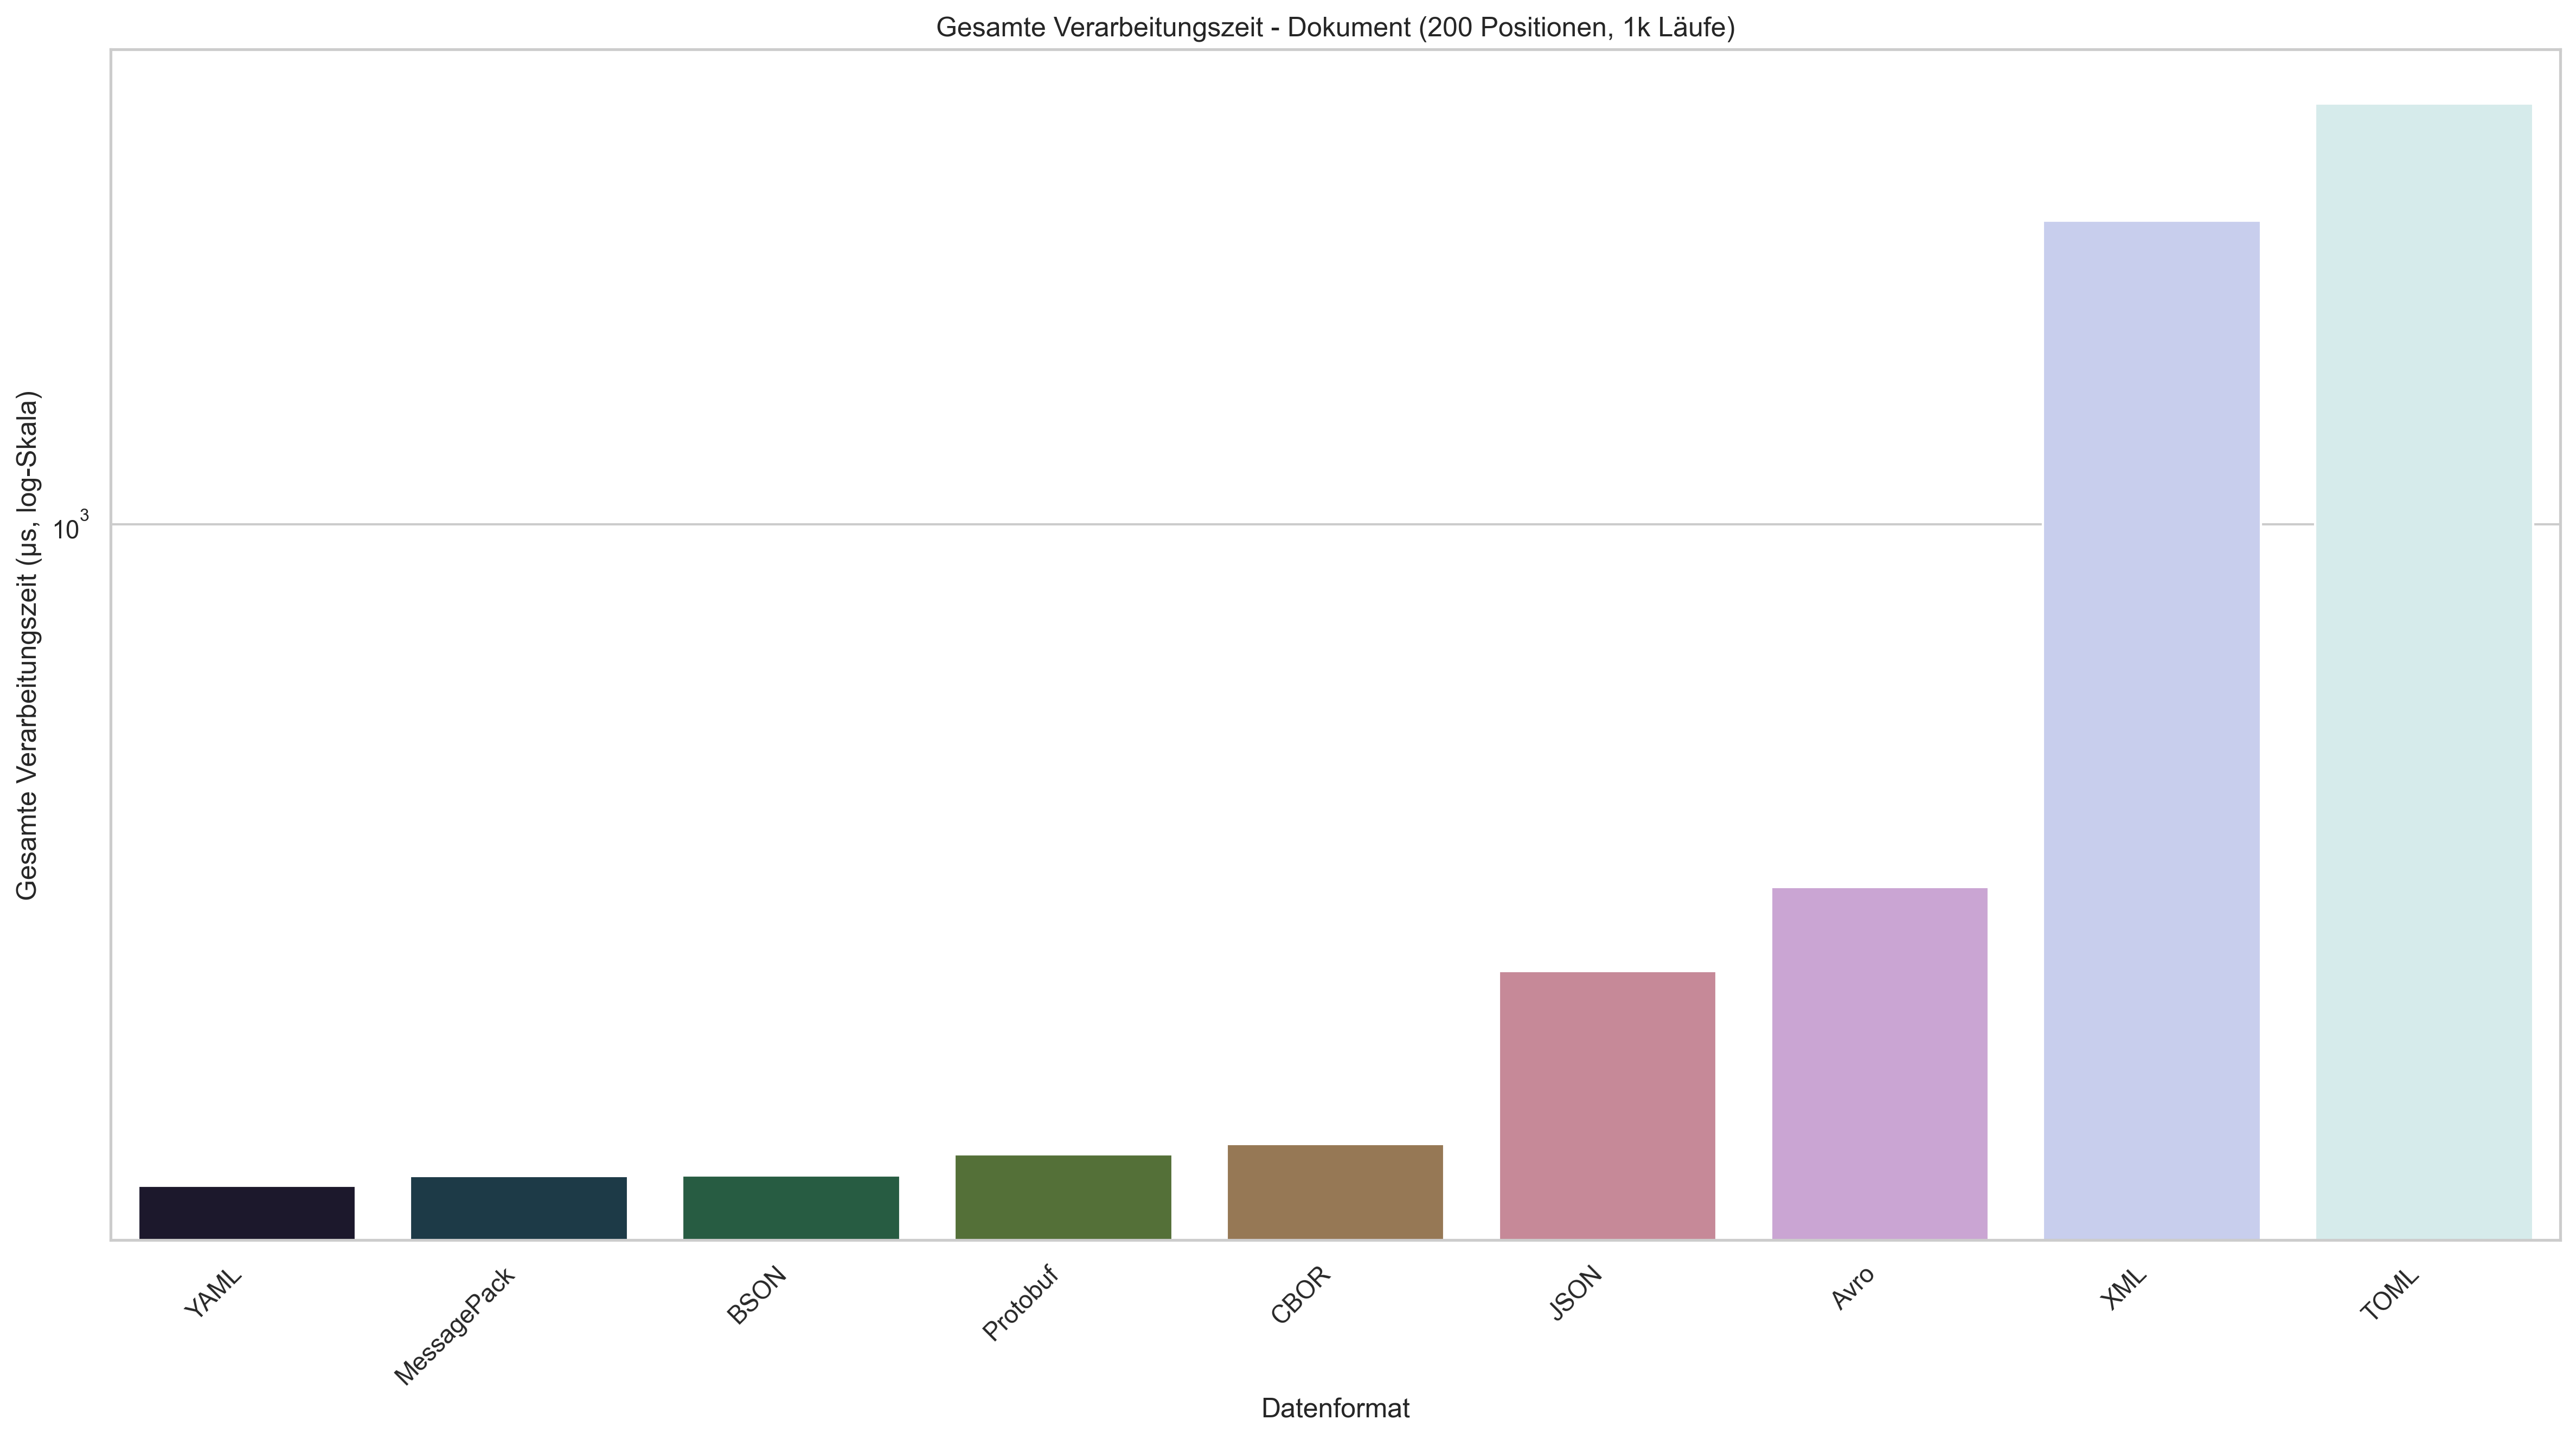 Gesamte Verarbeitungszeit - Dokument (200 Positionen, 1k Läufe)
Gesamte Verarbeitungszeit (µs, log-Skala)
10³
YAML
MessagePack
BSON
Protobuf
CBOR
JSON
Avro
XML
TOML
Datenformat